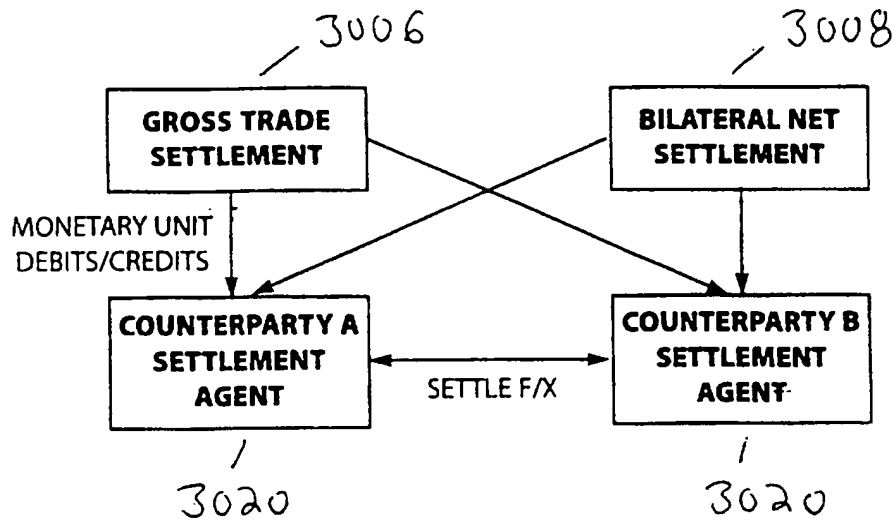 3006
3008
GROSS TRADE
SETTLEMENT
BILATERAL NET
SETTLEMENT
MONETARY UNIT
DEBITS/CREDITS
COUNTERPARTY A
SETTLEMENT
AGENT
SETTLE F/X
COUNTERPARTY B
SETTLEMENT
AGENT
3020
3020